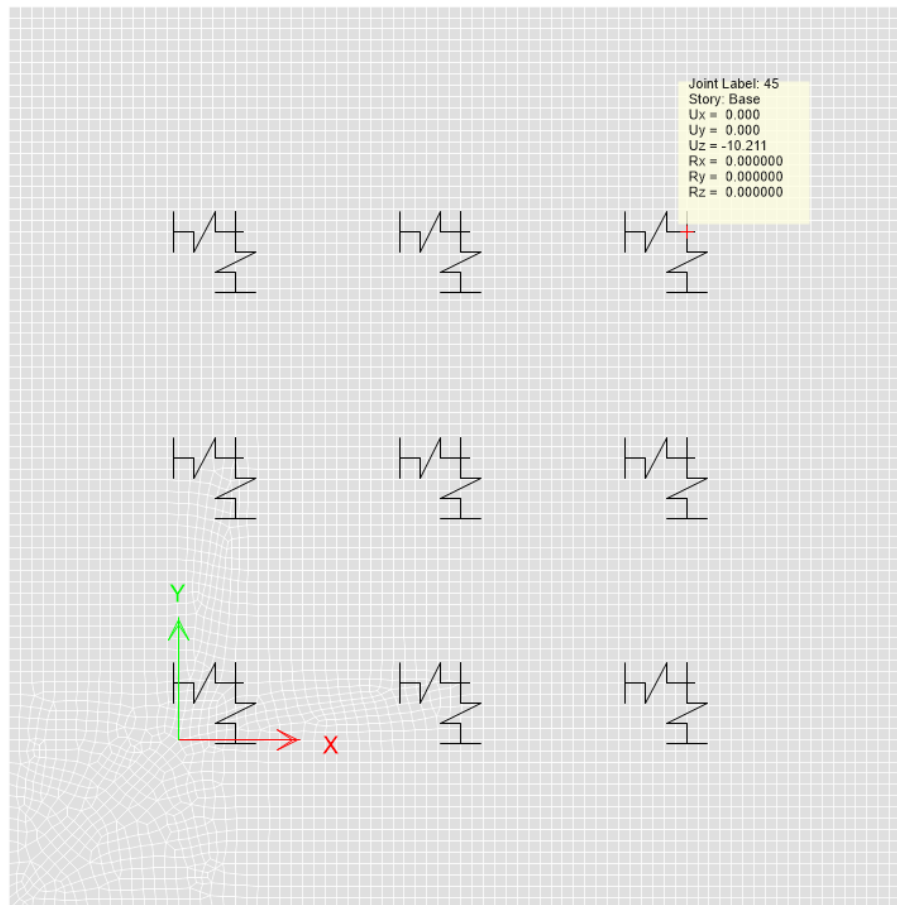 Joint Label: 45
Story: Base
Ux = 0.000
Uy = 0.000
Uz = -10.211
Rx = 0.000000
Ry = 0.000000
Rz = 0.000000
Y
X